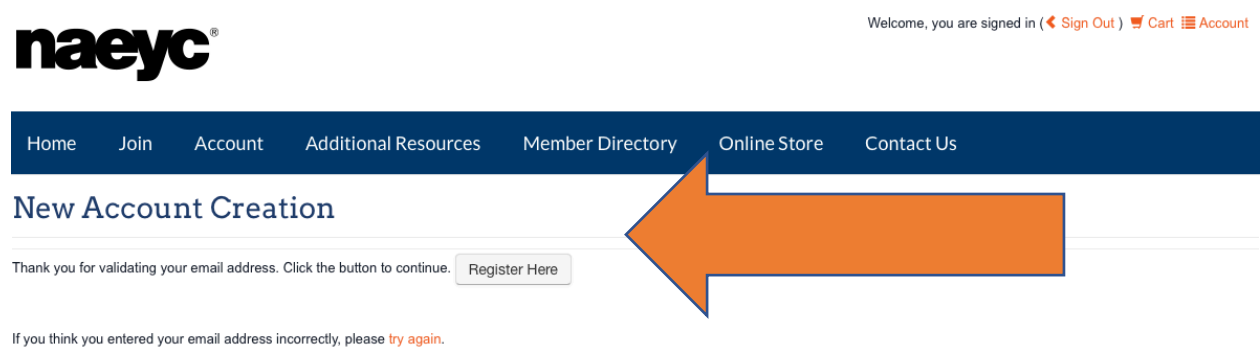 naeyc®
Welcome, you are signed in ( Sign Out ) Cart Account
Home Join Account Additional Resources Member Directory Online Store Contact Us
New Account Creation
Thank you for validating your email address. Click the button to continue. Register Here
If you think you entered your email address incorrectly, please try again.